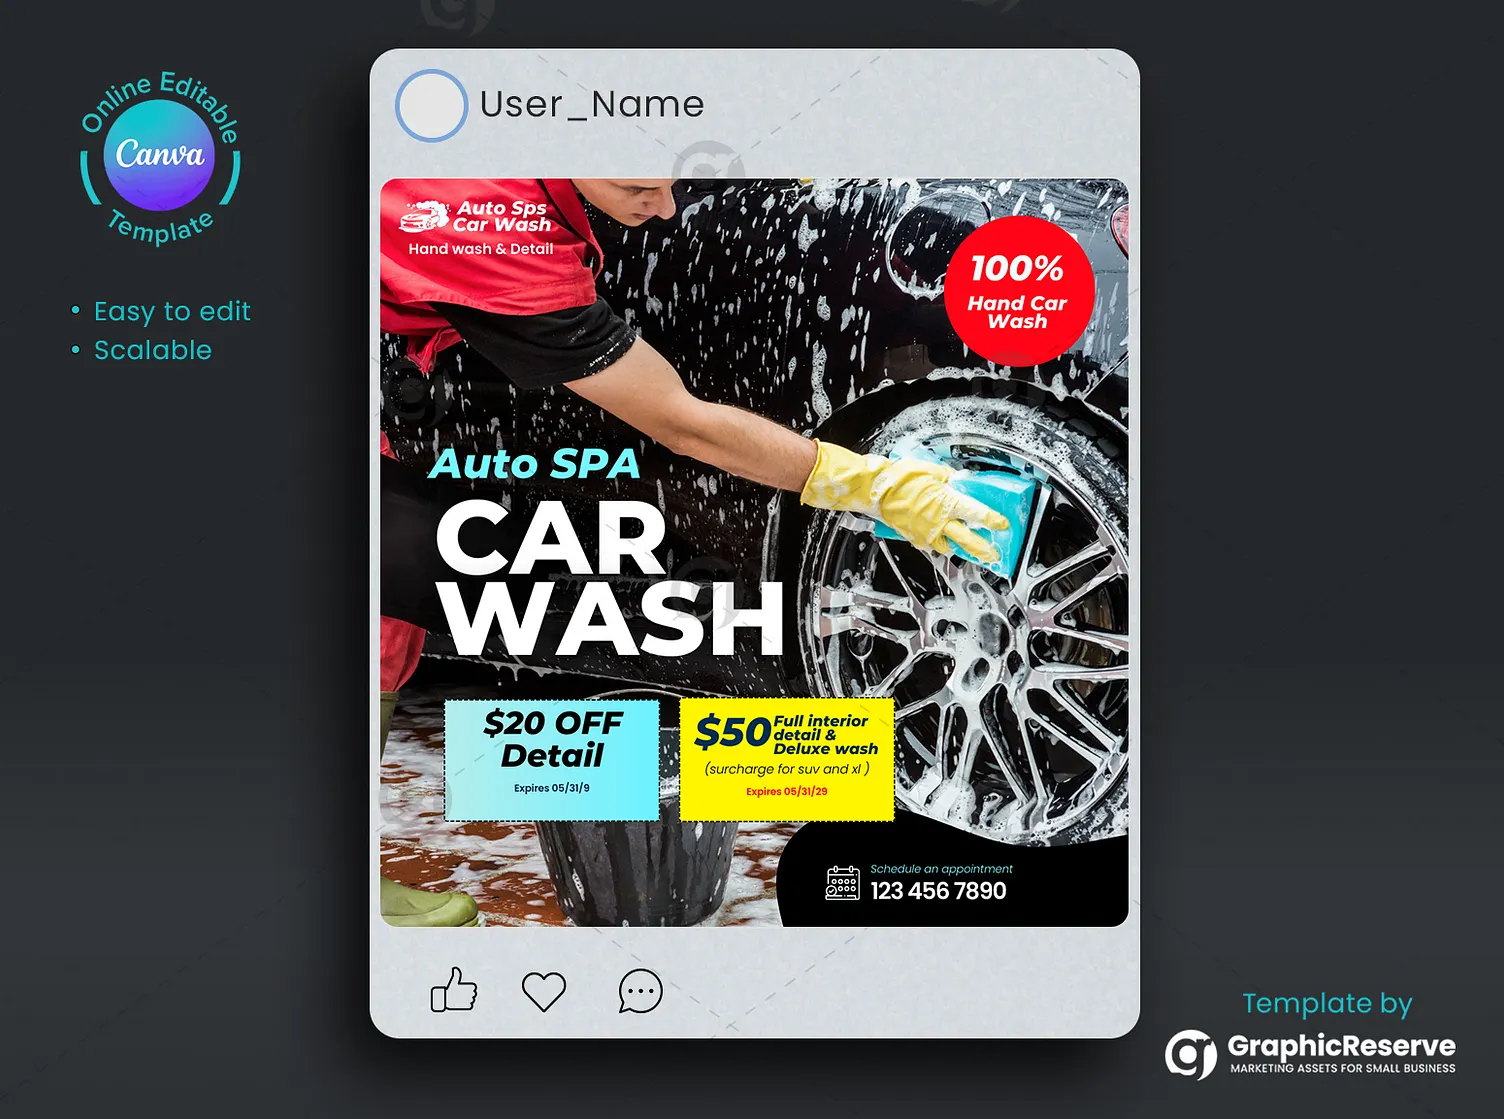 Online Editable
Canva
Template
• Easy to edit
• Scalable
User_Name
Auto Sps
Car Wash
Hand wash & Detail
100%
Hand Car
Wash
Auto SPA
CAR
WASH
$20 OFF
Detail
Expires 05/31/9
$50 Full interior
detail &
Deluxe wash
(surcharge for suv and xl )
Expires 05/31/29
Schedule an appointment
123 456 7890
Template by
GraphicReserve
MARKETING ASSETS FOR SMALL BUSINESS